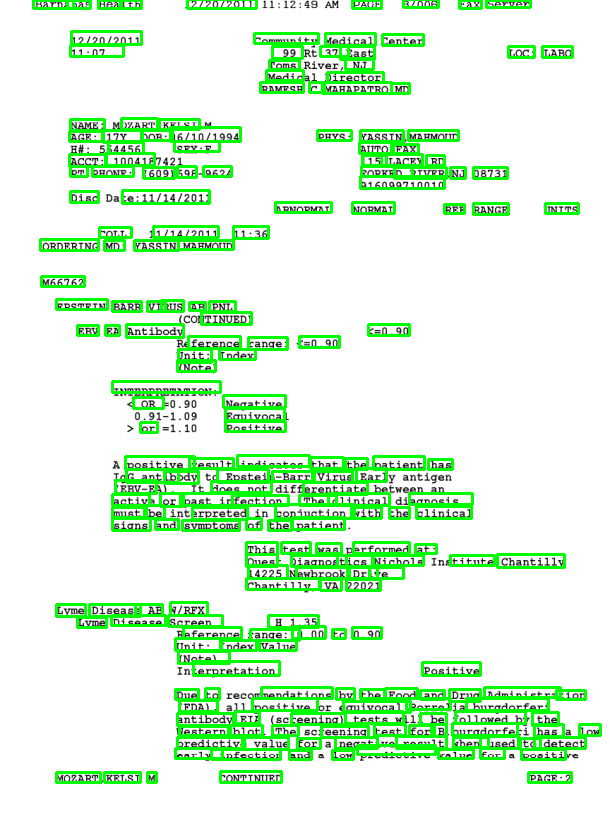 Barnabas Health 12/20/2011 11:12:49 AM PAGE 3/006 Fax Server
12/20/2011 Community Medical Center
11:07 99 Rt 37 East LOC: LABO
Toms River, NJ
Medical Director
RAMESH C MAHAPATRO MD
NAME: MOZART, KELSI M
AGE: 17Y DOB: 06/10/1994 PHYS: YASSIN, MAHMOUD
H#: 564456 SEX: F AUTO FAX
ACCT: 1004187421 15 LACEY RD
PT PHONE: (609)698-9624 FORKED RIVER, NJ 08731
916099710010
Disc Date:11/14/2011
ABNORMAL NORMAL REF RANGE UNITS
COLL: 11/14/2011 11:36
ORDERING MD: YASSIN, MAHMOUD
M66762
EPSTEIN BARR VIRUS AB PNL
(CONTINUED)
EBV EA Antibody <=0.90
Reference range: <=0.90
Unit: Index
(Note)
INTERPRETATION:
< OR =0.90 Negative
0.91-1.09 Equivocal
> or =1.10 Positive
A positive result indicates that the patient has
IgG antibody to Epstein-Barr Virus Early antigen
(EBV-EA). It does not differentiate between an
active or past infection. The clinical diagnosis
must be interpreted in conjuction with the clinical
signs and symptoms of the patient.
This test was performed at:
Quest Diagnostics Nichols Institute Chantilly
14225 Newbrook Drive
Chantilly, VA 22021
Lyme Disease AB W/RFX
Lyme Disease Screen H 1.35
Reference range: 0.00 to 0.90
Unit: Index Value
(Note)
Interpretation Positive
Due to recommendations by the Food and Drug Administration
(FDA), all positive or equivocal Borrelia burgdorferi
antibody EIA (screening) tests will be followed by the
Western blot. The screening test for B.burgdorferi has a low
predictive value for a negative result when used to detect
early infection and a low predictive value for a positive
MOZART, KELSI M CONTINUED PAGE:2